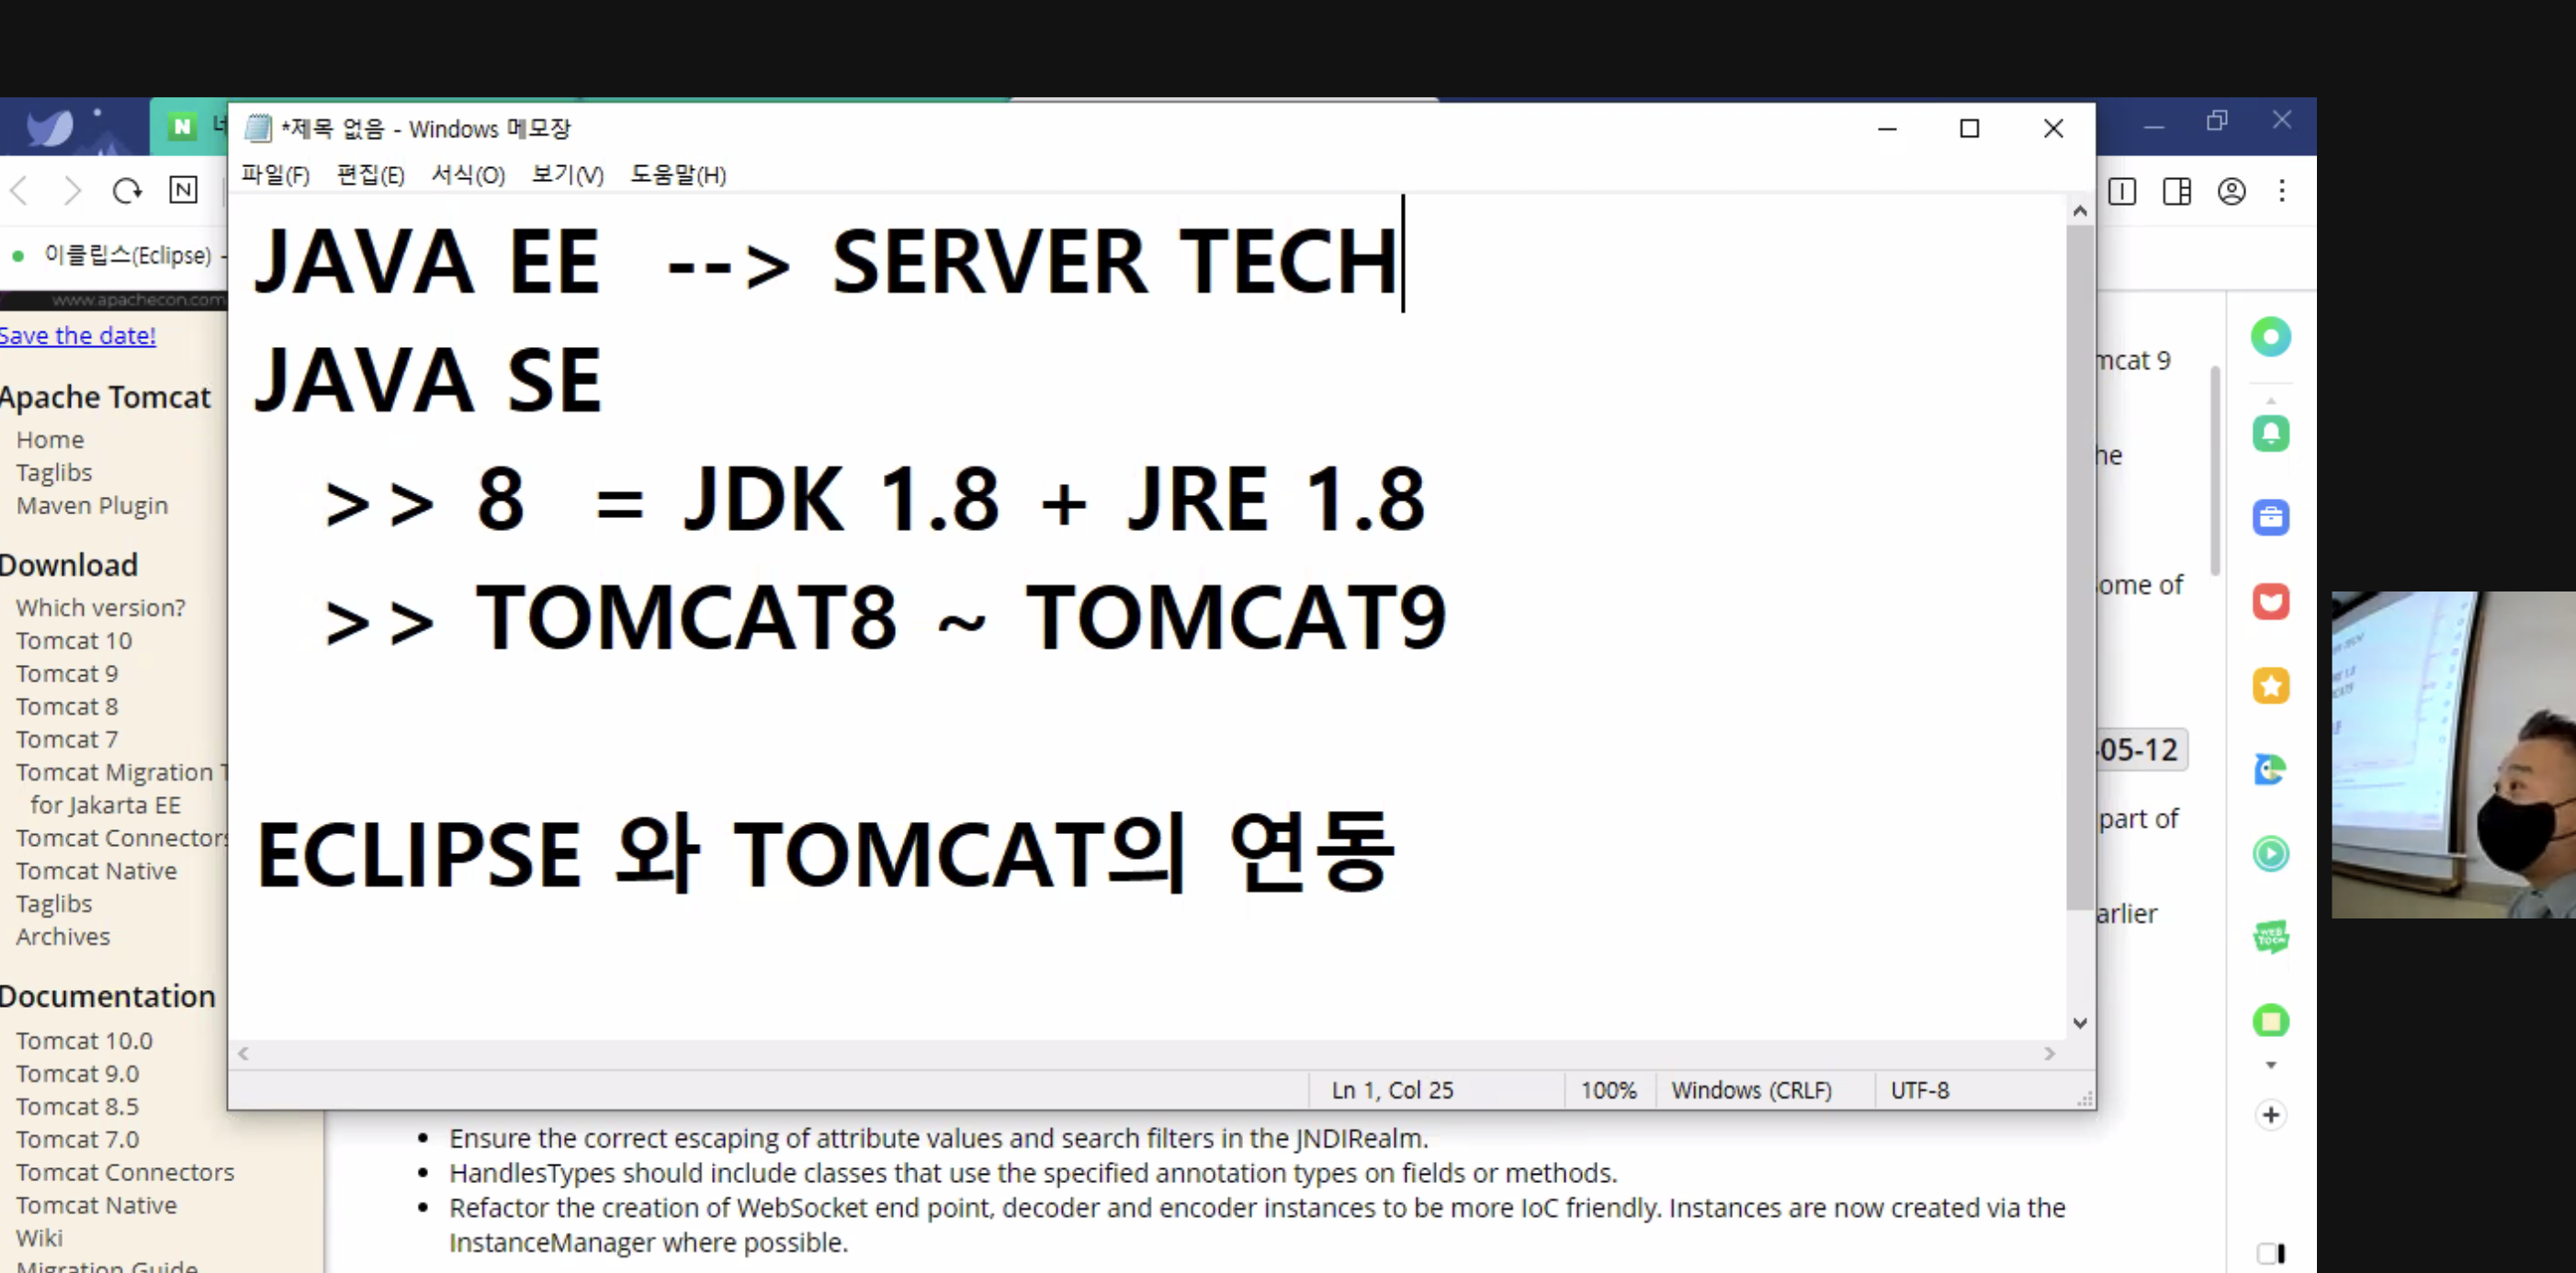 *제목 없음 - Windows 메모장
파일(F) 편집(E) 서식(O) 보기(V) 도움말(H)
JAVA EE  --> SERVER TECH
JAVA SE
>> 8  = JDK 1.8 + JRE 1.8
>> TOMCAT8 ~ TOMCAT9
ECLIPSE 와 TOMCAT의 연동
Ln 1, Col 25 100% Windows (CRLF) UTF-8
이클립스(Eclipse) -
www.apachecon.com
Save the date!
Apache Tomcat
Home
Taglibs
Maven Plugin
Download
Which version?
Tomcat 10
Tomcat 9
Tomcat 8
Tomcat 7
Tomcat Migration
for Jakarta EE
Tomcat Connectors
Tomcat Native
Taglibs
Archives
Documentation
Tomcat 10.0
Tomcat 9.0
Tomcat 8.5
Tomcat 7.0
Tomcat Connectors
Tomcat Native
Wiki
Migration Guide
mcat 9
he
ome of
-05-12
part of
arlier
WEB
TOON
Ensure the correct escaping of attribute values and search filters in the JNDIRealm.
HandlesTypes should include classes that use the specified annotation types on fields or methods.
Refactor the creation of WebSocket end point, decoder and encoder instances to be more IoC friendly. Instances are now created via the
InstanceManager where possible.